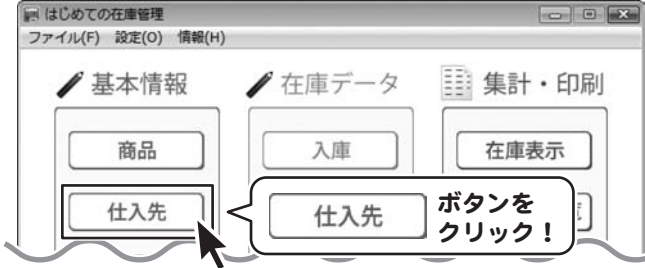 はじめての在庫管理
ファイル(F) 設定(O) 情報(H)
基本情報
在庫データ
集計・印刷
商品
入庫
在庫表示
仕入先
仕入先
ボタンを
クリック！